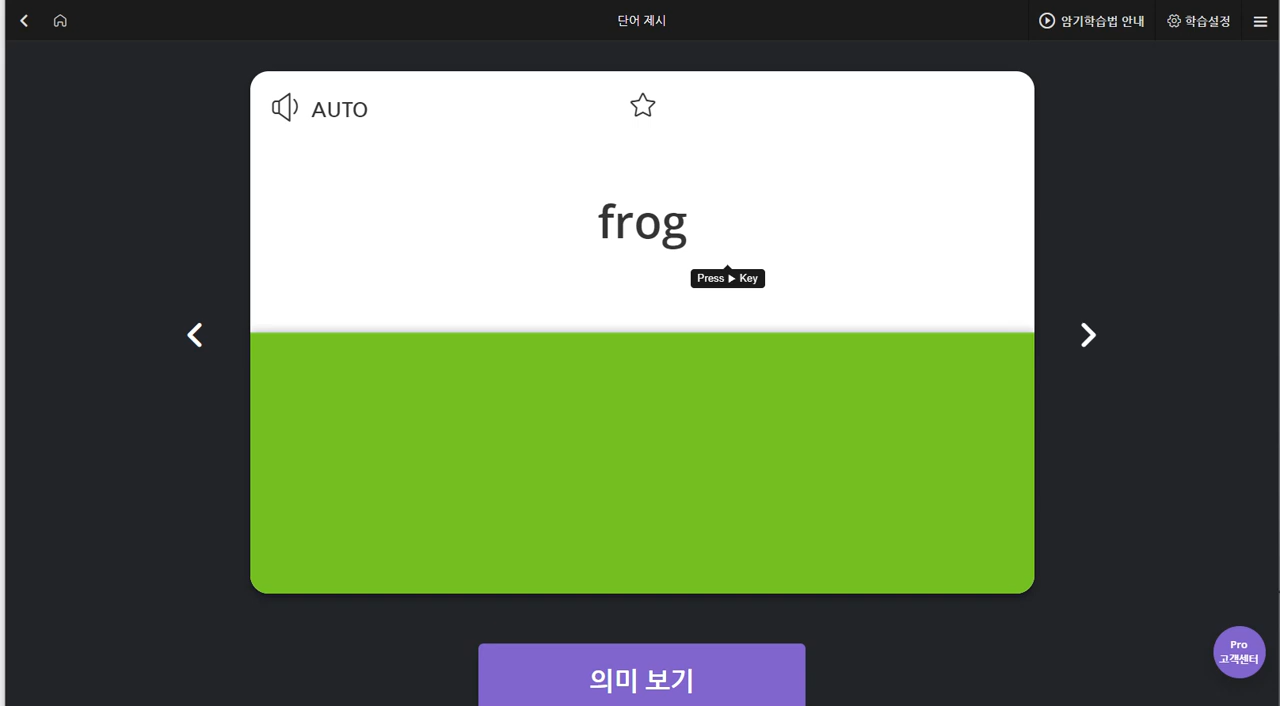 단어 제시
암기학습법 안내
학습설정
AUTO
frog
Press ▶ Key
의미 보기
Pro
고객센터